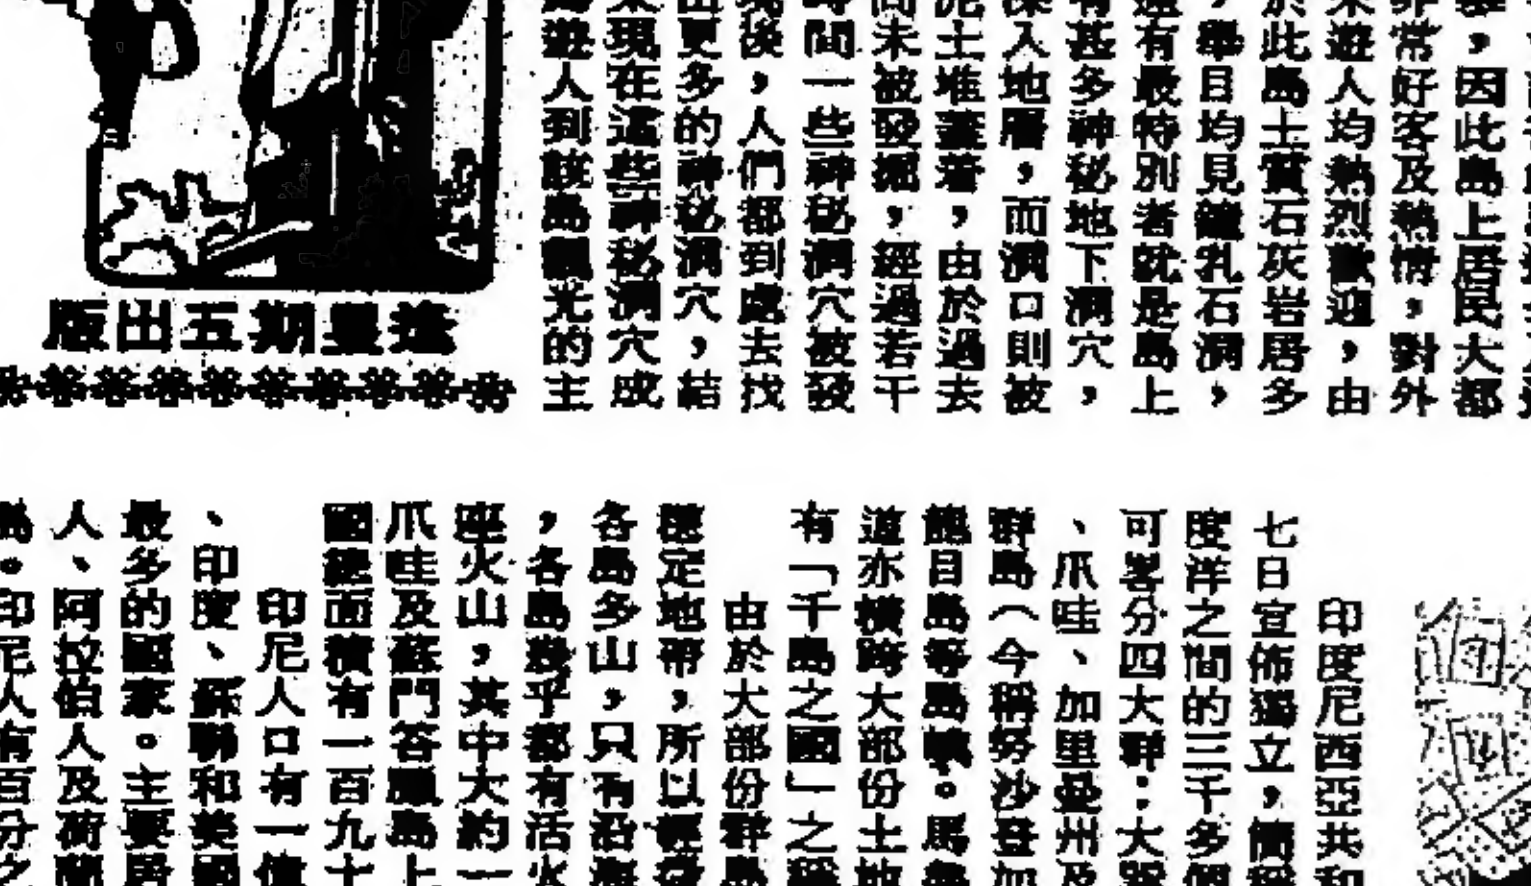 ，因此島上居民大都
非常好客及熱情，對外
來遊人均熱烈歡迎，由
於此島土質石灰岩居多
，舉目均見鐘乳石洞，
還有最特別者就是島上
有甚多神秘地下洞穴，
深入地層，而洞口則被
泥土堆蓋着，由於過去
尚未被發掘，經過若干
時間一些神秘洞穴被發
後，人們都到處去找
出更多的神秘洞穴，結
現在這些神秘洞穴成
遊人到該島觀光的主
逢星期五出版
印度尼西亞共和
七日宣佈獨立，簡稱
度洋之間的三千多個
可畧分四大群：大
、爪哇、加里曼州及
群島（今稱努沙登加
龍目島等島嶼。馬
道亦橫跨大部份土地
有「千島之國」之稱
由於大部份群島
穩定地帶，所以經
各島多山，只有沿海
，各島幾乎都有活火
座火山，其中大約一
爪哇及蘇門答臘島上
國總面積有一百九十
印尼人口有一億
、印度、蘇聯和美國
最多的國家。主要居
人、阿拉伯人及荷蘭
島。印尼人有百分之